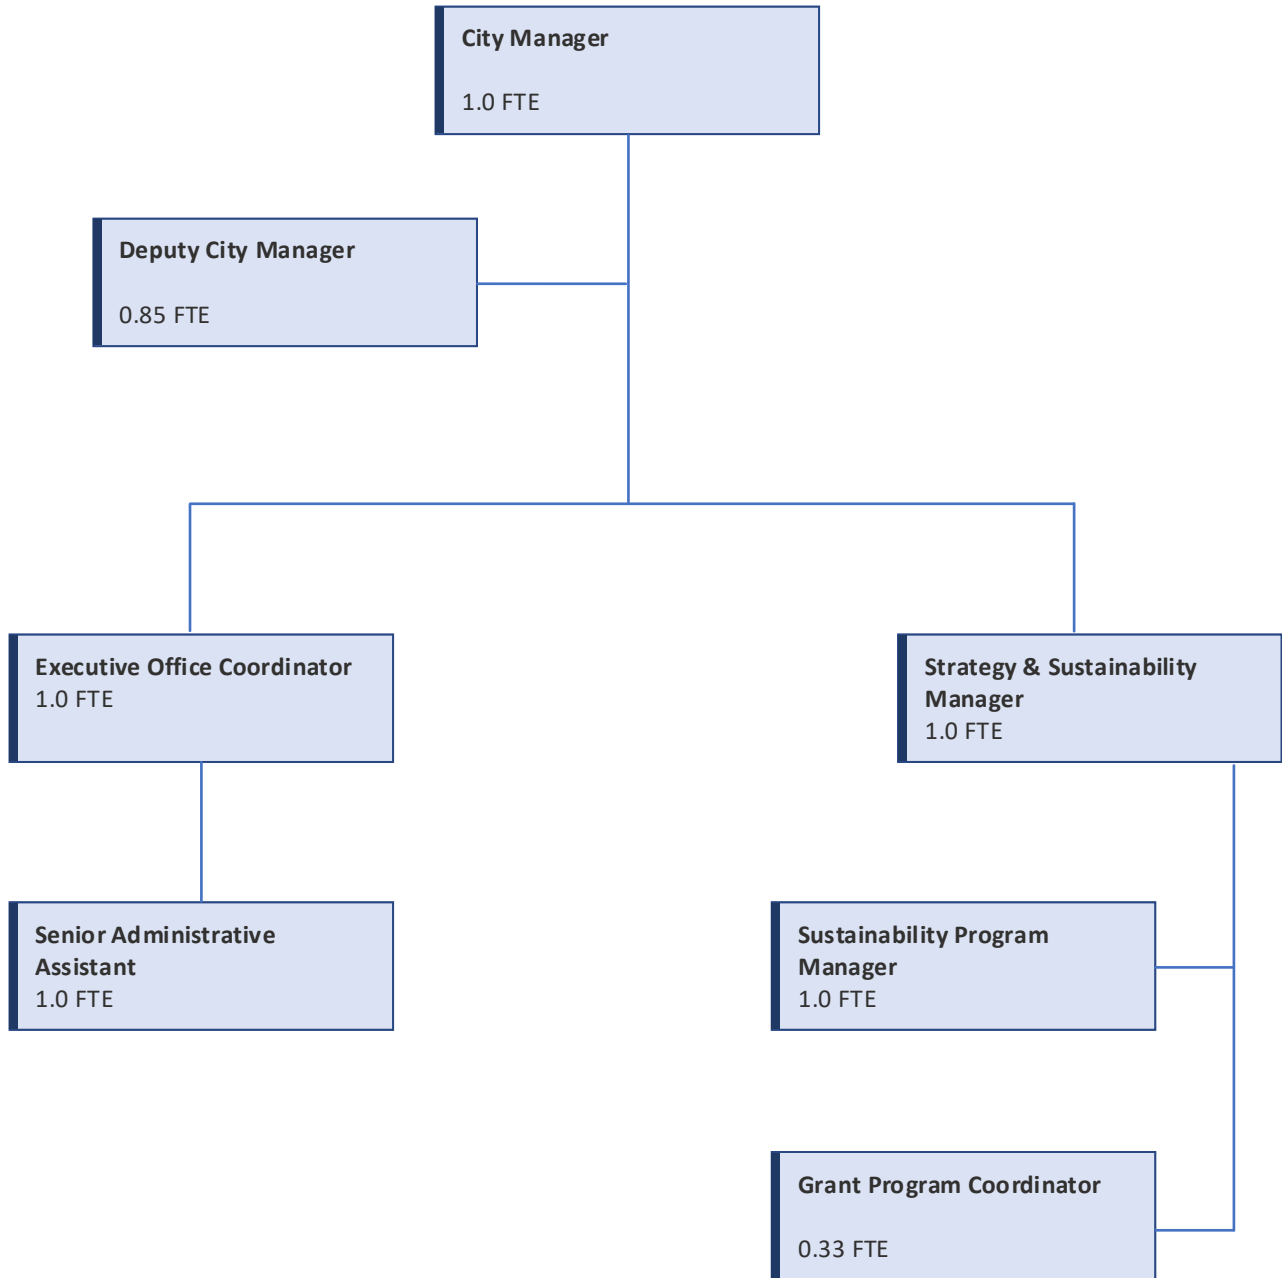 City Manager
1.0 FTE
Deputy City Manager
0.85 FTE
Executive Office Coordinator
1.0 FTE
Strategy & Sustainability
Manager
1.0 FTE
Senior Administrative
Assistant
1.0 FTE
Sustainability Program
Manager
1.0 FTE
Grant Program Coordinator
0.33 FTE